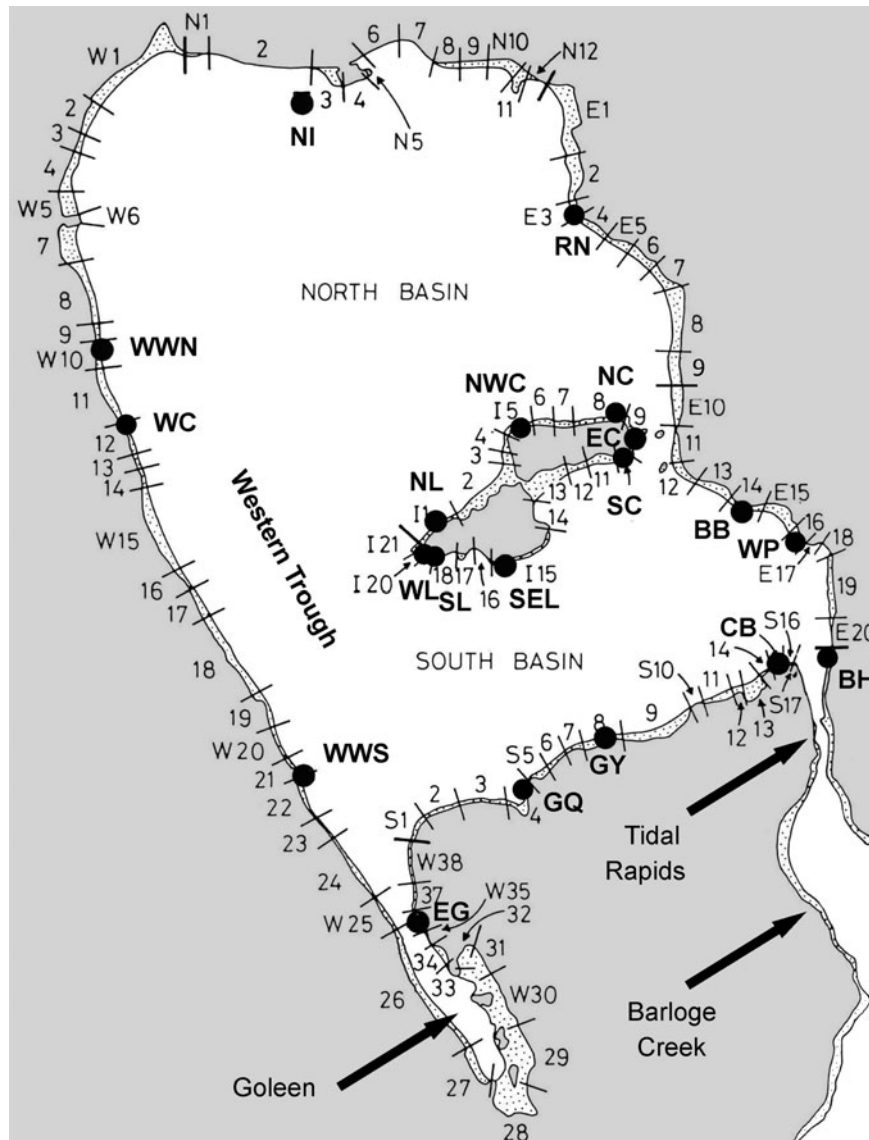 W1
N1
2
3
4
6
7
8
9
N10
N12
11
N5
NI
E1
2
2
3
4
W5
W6
7
E3
4
E5
RN
6
7
8
9
W10
WWN
11
WC
12
13
14
W15
16
17
18
19
W20
21
WWS
22
23
24
W25
26
27
28
NORTH BASIN
8
9
E10
11
12
13
14
E15
16
E17
18
19
E20
BB
WP
BH
NWC
I5
6
7
8
NC
9
EC
4
3
2
NL
I1
I21
I20
WL
18
SL
17
16
SEL
I15
14
13
12
11
SC
Western Trough
SOUTH BASIN
CB
S16
S17
14
13
12
11
S10
9
8
GY
7
6
S5
GQ
4
3
2
S1
W38
37
EG
W35
32
34
33
31
W30
29
Tidal
Rapids
Barloge
Creek
Goleen